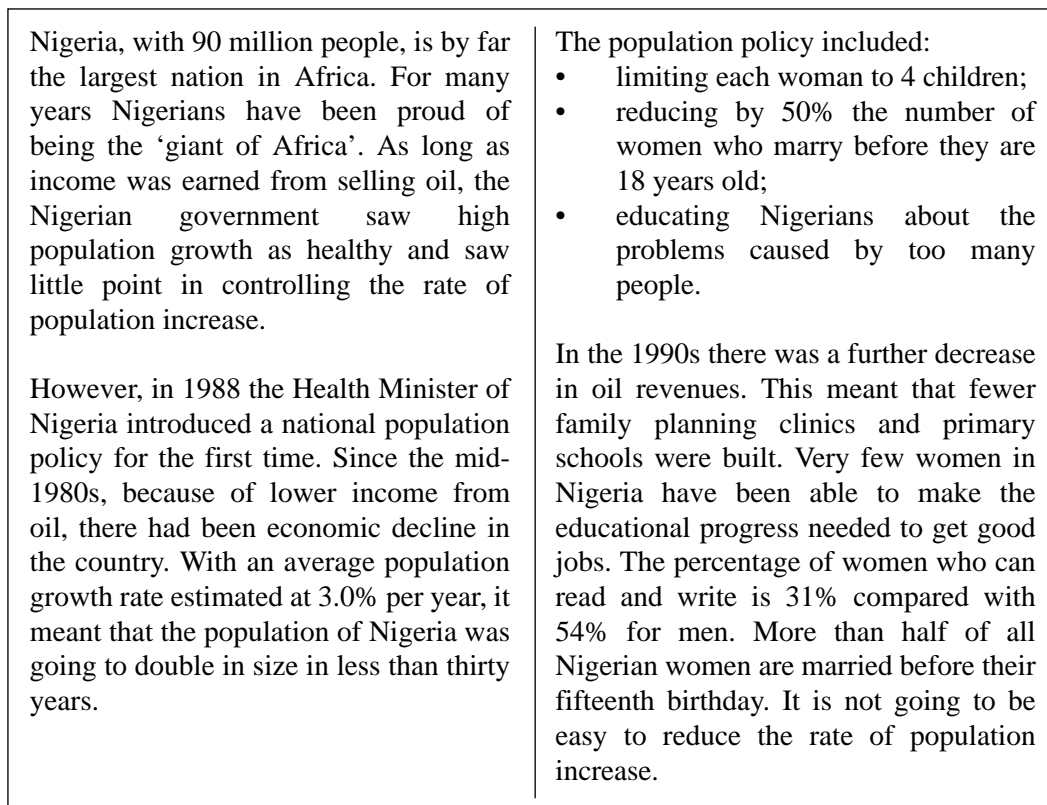 Nigeria, with 90 million people, is by far
the largest nation in Africa. For many
years Nigerians have been proud of
being the ‘giant of Africa’. As long as
income was earned from selling oil, the
Nigerian government saw high
population growth as healthy and saw
little point in controlling the rate of
population increase.
However, in 1988 the Health Minister of
Nigeria introduced a national population
policy for the first time. Since the mid-
1980s, because of lower income from
oil, there had been economic decline in
the country. With an average population
growth rate estimated at 3.0% per year, it
meant that the population of Nigeria was
going to double in size in less than thirty
years.
The population policy included:
• limiting each woman to 4 children;
• reducing by 50% the number of
women who marry before they are
18 years old;
• educating Nigerians about the
problems caused by too many
people.
In the 1990s there was a further decrease
in oil revenues. This meant that fewer
family planning clinics and primary
schools were built. Very few women in
Nigeria have been able to make the
educational progress needed to get good
jobs. The percentage of women who can
read and write is 31% compared with
54% for men. More than half of all
Nigerian women are married before their
fifteenth birthday. It is not going to be
easy to reduce the rate of population
increase.